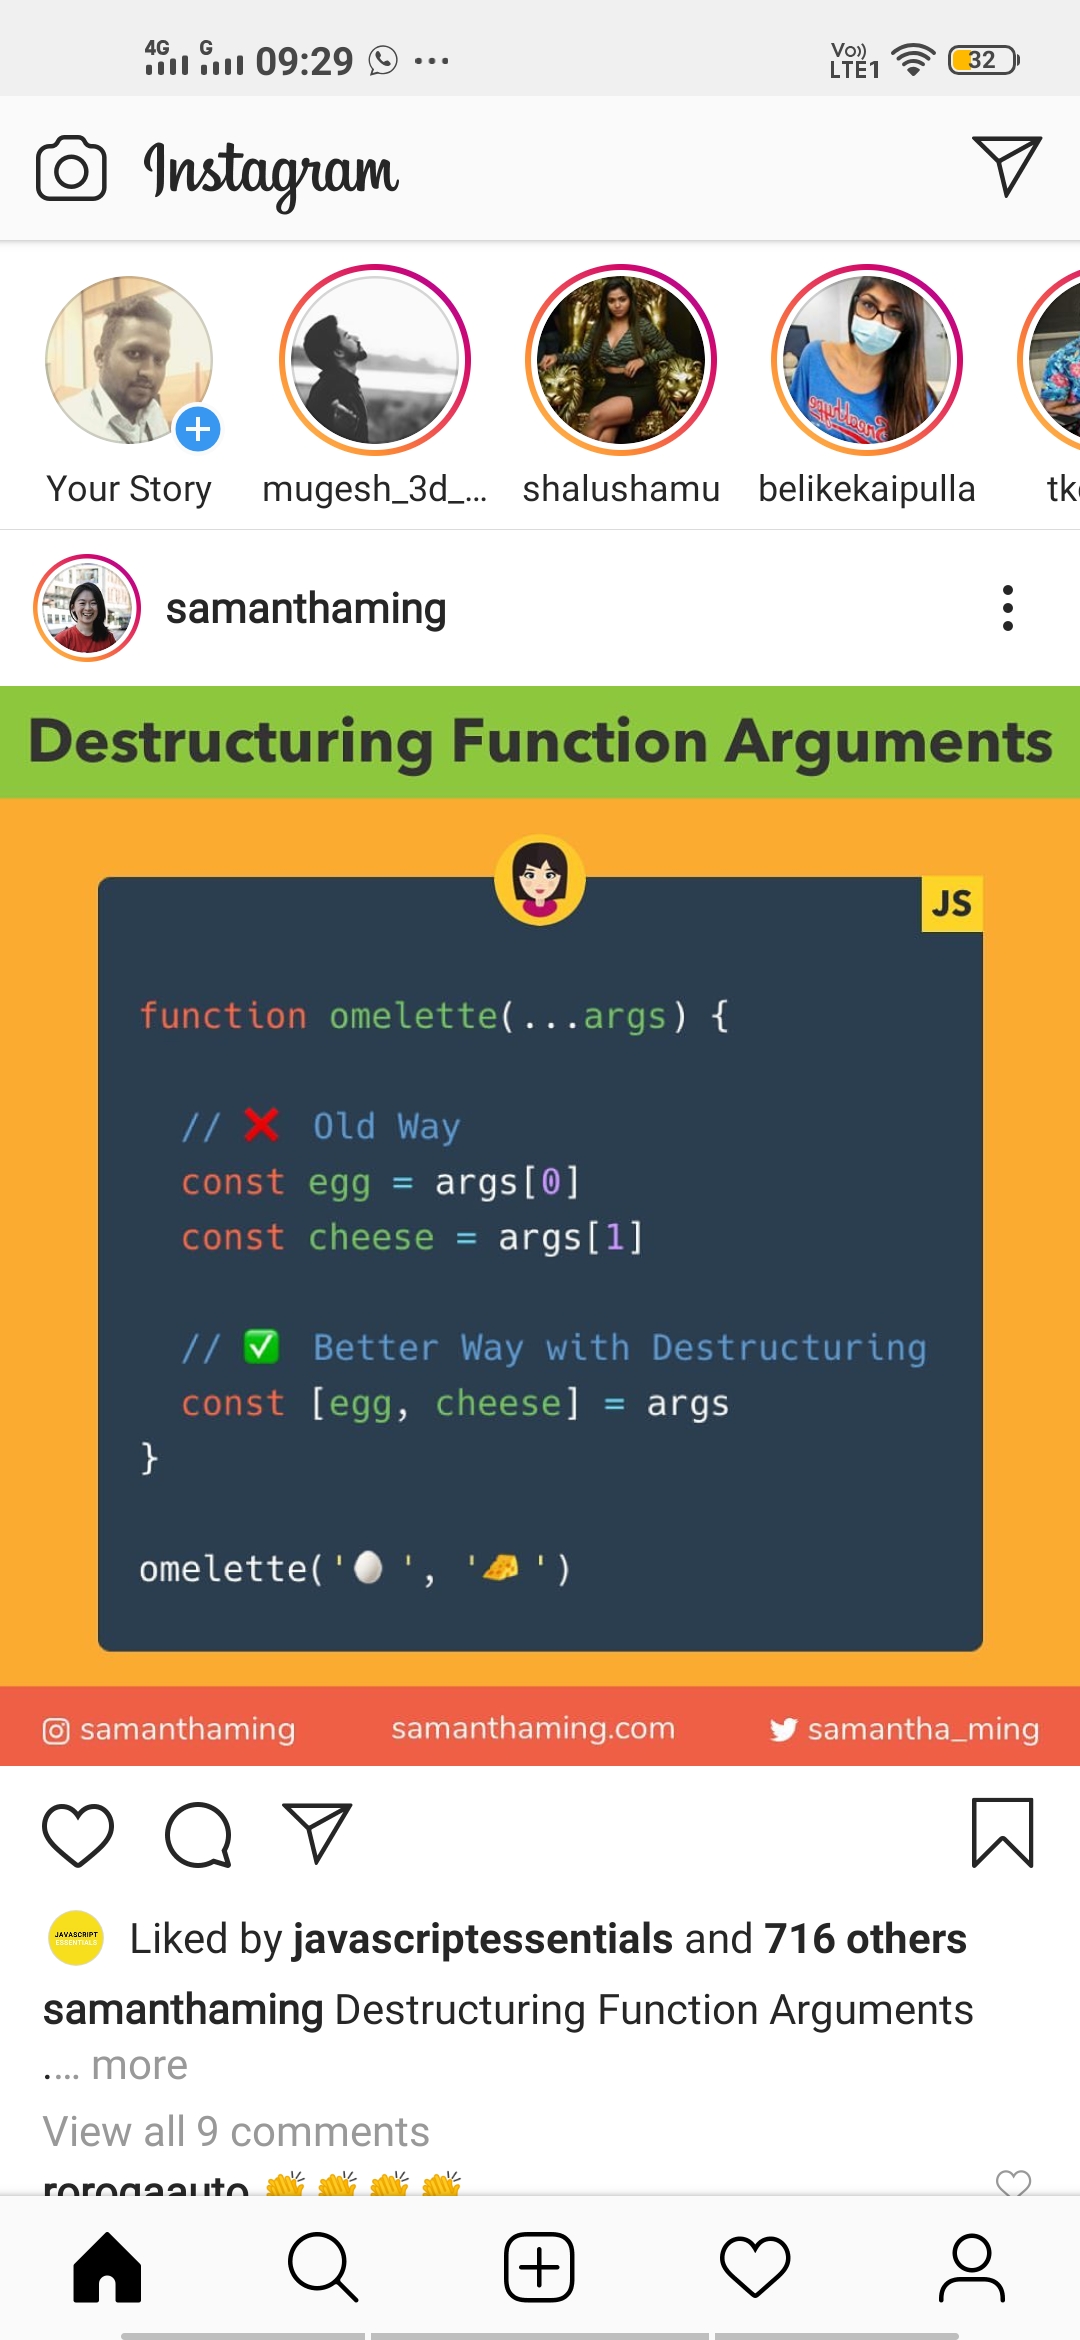 4G G 09:29 ... Vo)) LTE1 32
Instagram
Your Story mugesh_3d_... shalushamu belikekaipulla
samanthaming
Destructuring Function Arguments
JS
function omelette(...args) {
// ❌ Old Way
const egg = args[0]
const cheese = args[1]
// ✅ Better Way with Destructuring
const [egg, cheese] = args
}
omelette('🥚', '🧀')
samanthaming samanthaming.com samantha_ming
JAVASCRIPT
ESSENTIALS
Liked by javascriptessentials and 716 others
samanthaming Destructuring Function Arguments
.... more
View all 9 comments
rorogaauto 👏👏👏👏